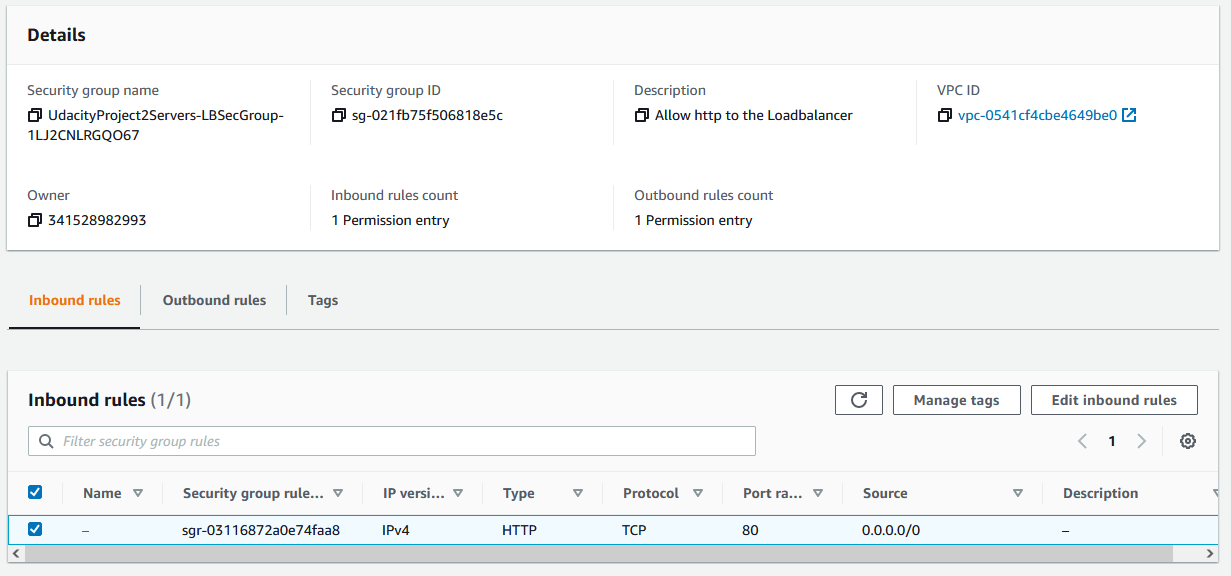 Details
Security group name
UdacityProject2Servers-LBSecGroup-
1LJ2CNLRGQO67
Security group ID
sg-021fb75f506818e5c
Description
Allow http to the Loadbalancer
VPC ID
vpc-0541cf4cbe4649be0
Owner
341528982993
Inbound rules count
1 Permission entry
Outbound rules count
1 Permission entry
Inbound rules
Outbound rules
Tags
Inbound rules (1/1)
Manage tags
Edit inbound rules
Filter security group rules
1
Name Security group rule... IP versi... Type Protocol Port ra... Source Description
– sgr-03116872a0e74faa8 IPv4 HTTP TCP 80 0.0.0.0/0 –